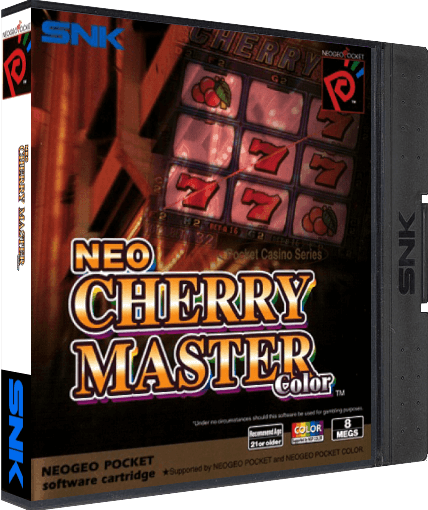 SNK
NEOGEO POCKET
CHERRY
Pocket Casino Series
NEO
CHERRY
MASTER
Color
TM
*Under no circumstances should this software be used for gambling purposes.
Recommended Age
21 or older
COLOR
8
MEGS
NEOGEO POCKET
software cartridge
★Supported by NEOGEO POCKET and NEOGEO POCKET COLOR.
NEO
CHERRY MASTER
SNK
SNK